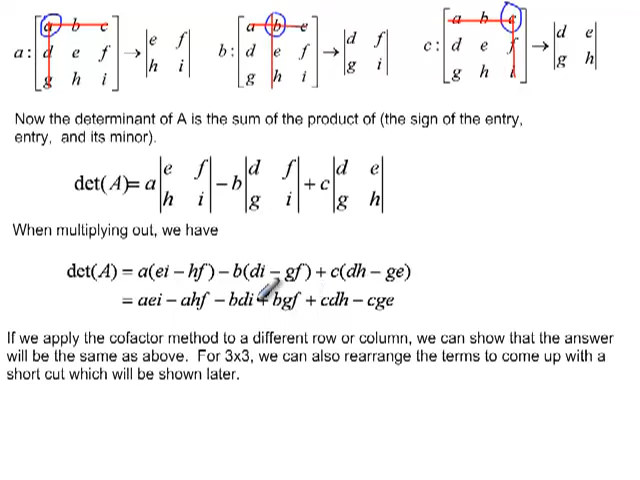 a: [a b c] → |e f| b: [a b c] → |d f| c: [a b c] → |d e|
[d e f] |h i| [d e f] |g i| [d e f] |g h|
[g h i] [g h i] [g h i]
Now the determinant of A is the sum of the product of (the sign of the entry,
entry, and its minor).
det(A)= a |e f| − b |d f| + c |d e|
|h i| |g i| |g h|
When multiplying out, we have
det(A) = a(ei − hf) − b(di − gf) + c(dh − ge)
= aei − ahf − bdi + bgf + cdh − cge
If we apply the cofactor method to a different row or column, we can show that the answer
will be the same as above. For 3x3, we can also rearrange the terms to come up with a
short cut which will be shown later.